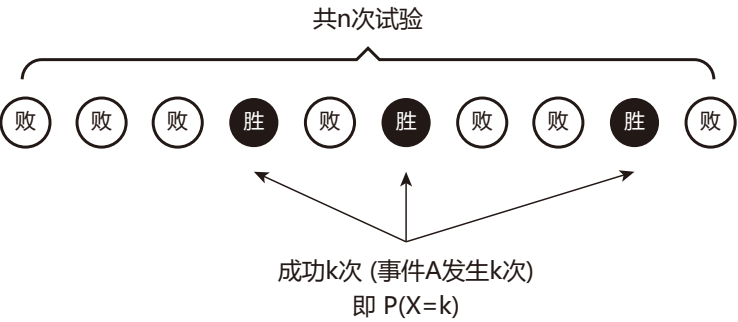 共n次试验
败 败 败 胜 败 胜 败 败 胜 败
成功k次 (事件A发生k次)
即 P(X=k)